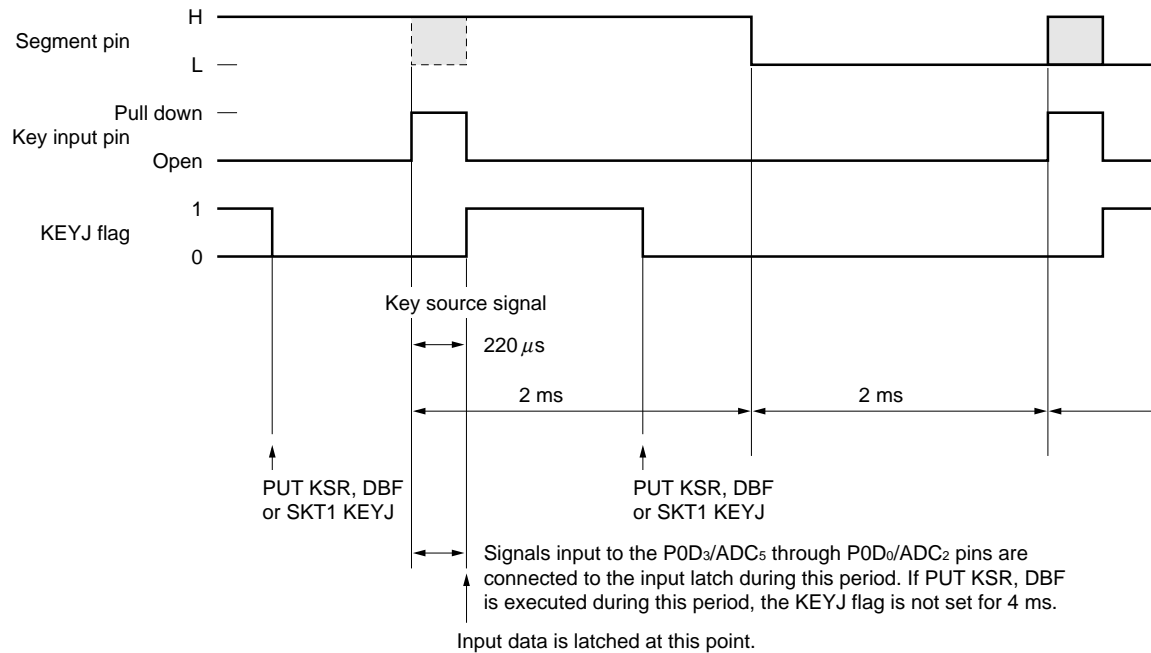 H
Segment pin
L
Pull down
Key input pin
Open
1
KEYJ flag
0
Key source signal
220 μs
2 ms
2 ms
PUT KSR, DBF
or SKT1 KEYJ
PUT KSR, DBF
or SKT1 KEYJ
Signals input to the P0D₃/ADC₅ through P0D₀/ADC₂ pins are
connected to the input latch during this period. If PUT KSR, DBF
is executed during this period, the KEYJ flag is not set for 4 ms.
Input data is latched at this point.